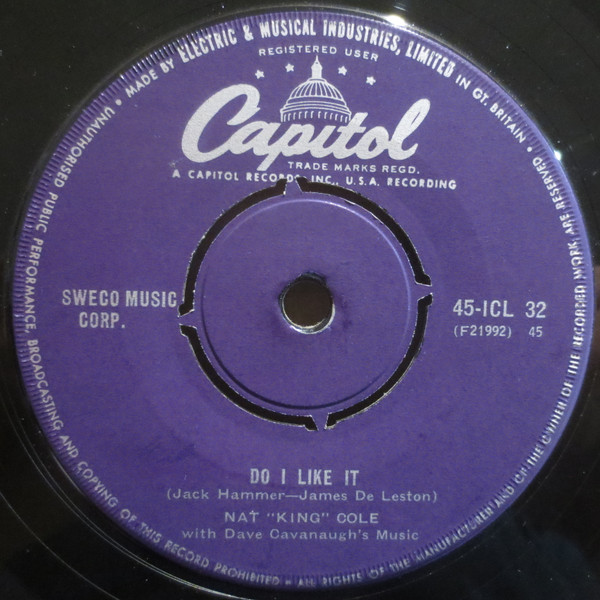 MADE BY ELECTRIC & MUSICAL INDUSTRIES, LIMITED IN GT. BRITAIN • ALL RIGHTS OF THE MANUFACTURER AND OF THE OWNER OF THE RECORDED WORK ARE RESERVED • UNAUTHORISED PUBLIC PERFORMANCE, BROADCASTING AND COPYING OF THIS RECORD PROHIBITED •
REGISTERED USER
Capitol
TRADE MARKS REGD.
A CAPITOL RECORDS INC., U.S.A. RECORDING
SWECO MUSIC
CORP.
45-ICL 32
(F21992) 45
DO I LIKE IT
(Jack Hammer—James De Leston)
NAT "KING" COLE
with Dave Cavanaugh's Music